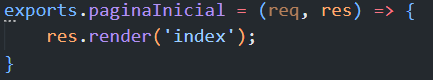 exports.paginaInicial = (req, res) => {
    res.render('index');
}